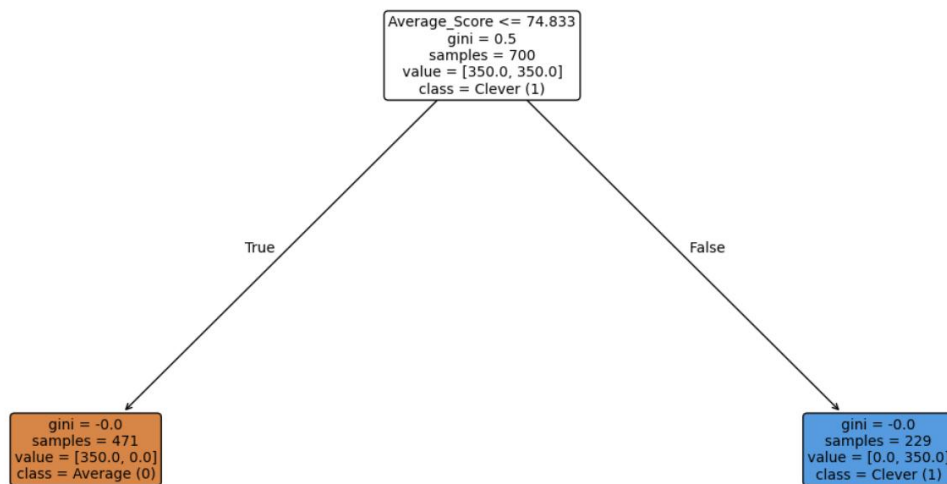 Average_Score <= 74.833
gini = 0.5
samples = 700
value = [350.0, 350.0]
class = Clever (1)
True
False
gini = -0.0
samples = 471
value = [350.0, 0.0]
class = Average (0)
gini = -0.0
samples = 229
value = [0.0, 350.0]
class = Clever (1)